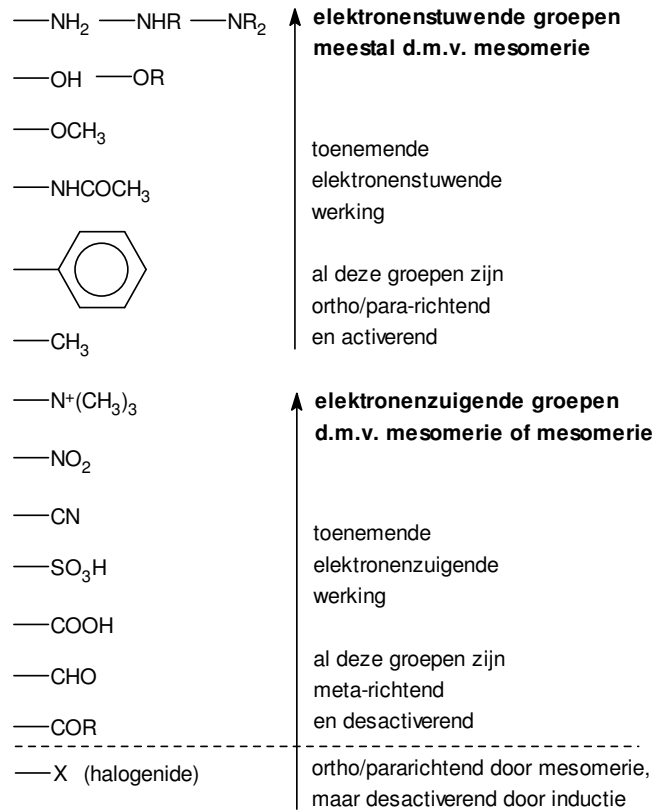 —NH₂ —NHR —NR₂
elektronenstuwende groepen
meestal d.m.v. mesomerie
—OH —OR
—OCH₃
toenemende
elektronenstuwende
werking
—NHCOCH₃
al deze groepen zijn
ortho/para-richtend
en activerend
—CH₃
—N⁺(CH₃)₃
elektronenzuigende groepen
d.m.v. mesomerie of mesomerie
—NO₂
—CN
toenemende
elektronenzuigende
werking
—SO₃H
—COOH
al deze groepen zijn
meta-richtend
en desactiverend
—CHO
—COR
—X (halogenide)
ortho/pararichtend door mesomerie,
maar desactiverend door inductie